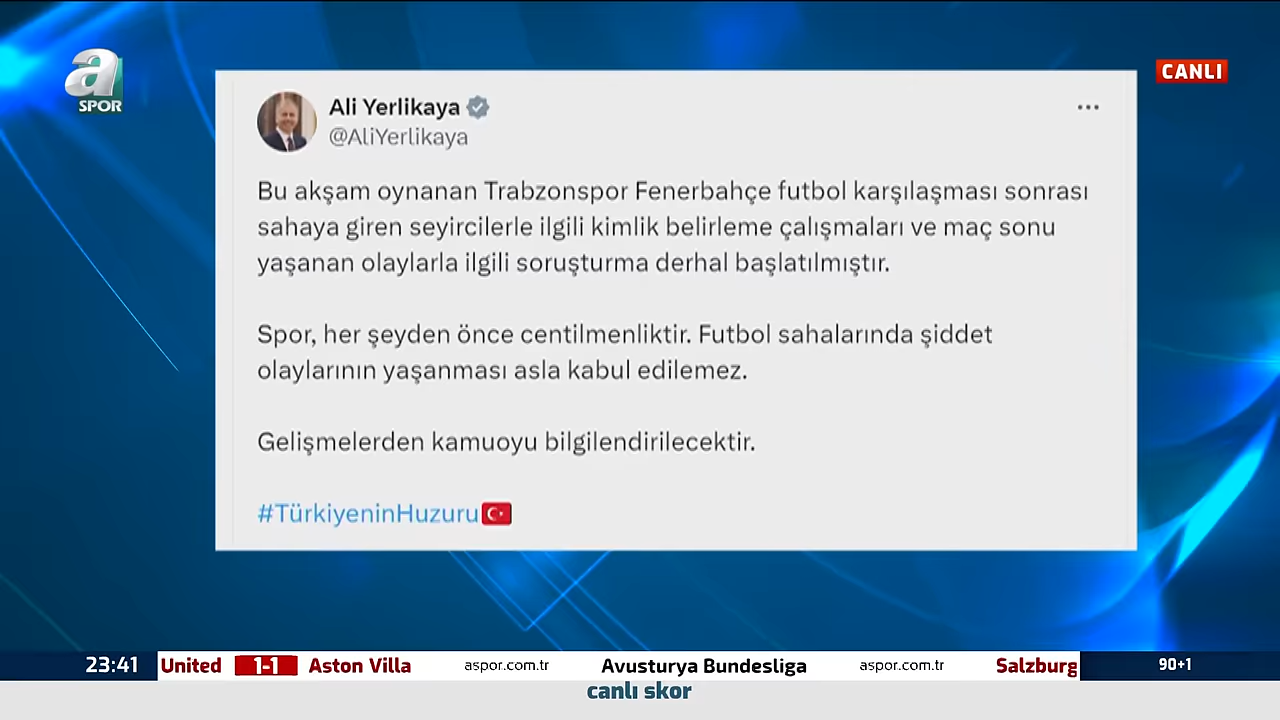 a
SPOR
CANLI
Ali Yerlikaya
@AliYerlikaya
Bu akşam oynanan Trabzonspor Fenerbahçe futbol karşılaşması sonrası
sahaya giren seyircilerle ilgili kimlik belirleme çalışmaları ve maç sonu
yaşanan olaylarla ilgili soruşturma derhal başlatılmıştır.
Spor, her şeyden önce centilmenliktir. Futbol sahalarında şiddet
olaylarının yaşanması asla kabul edilemez.
Gelişmelerden kamuoyu bilgilendirilecektir.
#TürkiyeninHuzuru
23:41 United 1-1 Aston Villa aspor.com.tr Avusturya Bundesliga aspor.com.tr Salzburg 90+1
canlı skor